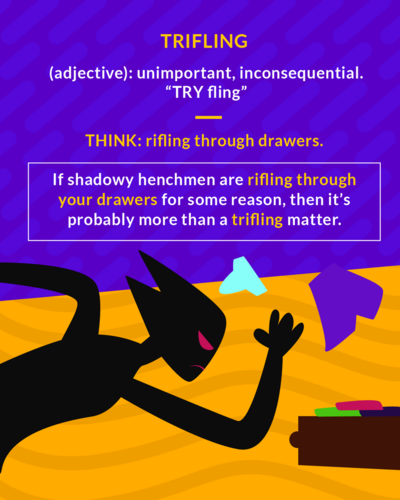 TRIFLING
(adjective): unimportant, inconsequential.
“TRY fling”
THINK: rifling through drawers.
If shadowy henchmen are rifling through
your drawers for some reason, then it’s
probably more than a trifling matter.